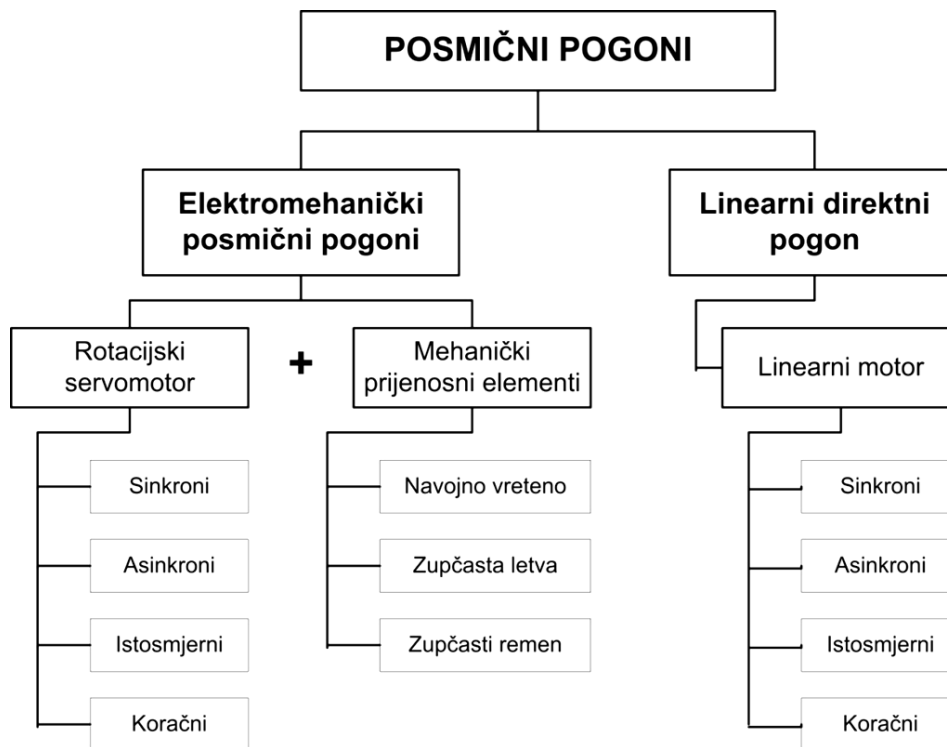 POSMIČNI POGONI
Elektromehanički
posmični pogoni
Linearni direktni
pogon
Rotacijski
servomotor
+
Mehanički
prijenosni elementi
Linearni motor
Sinkroni
Navojno vreteno
Sinkroni
Asinkroni
Zupčasta letva
Asinkroni
Istosmjerni
Zupčasti remen
Istosmjerni
Koračni
Koračni